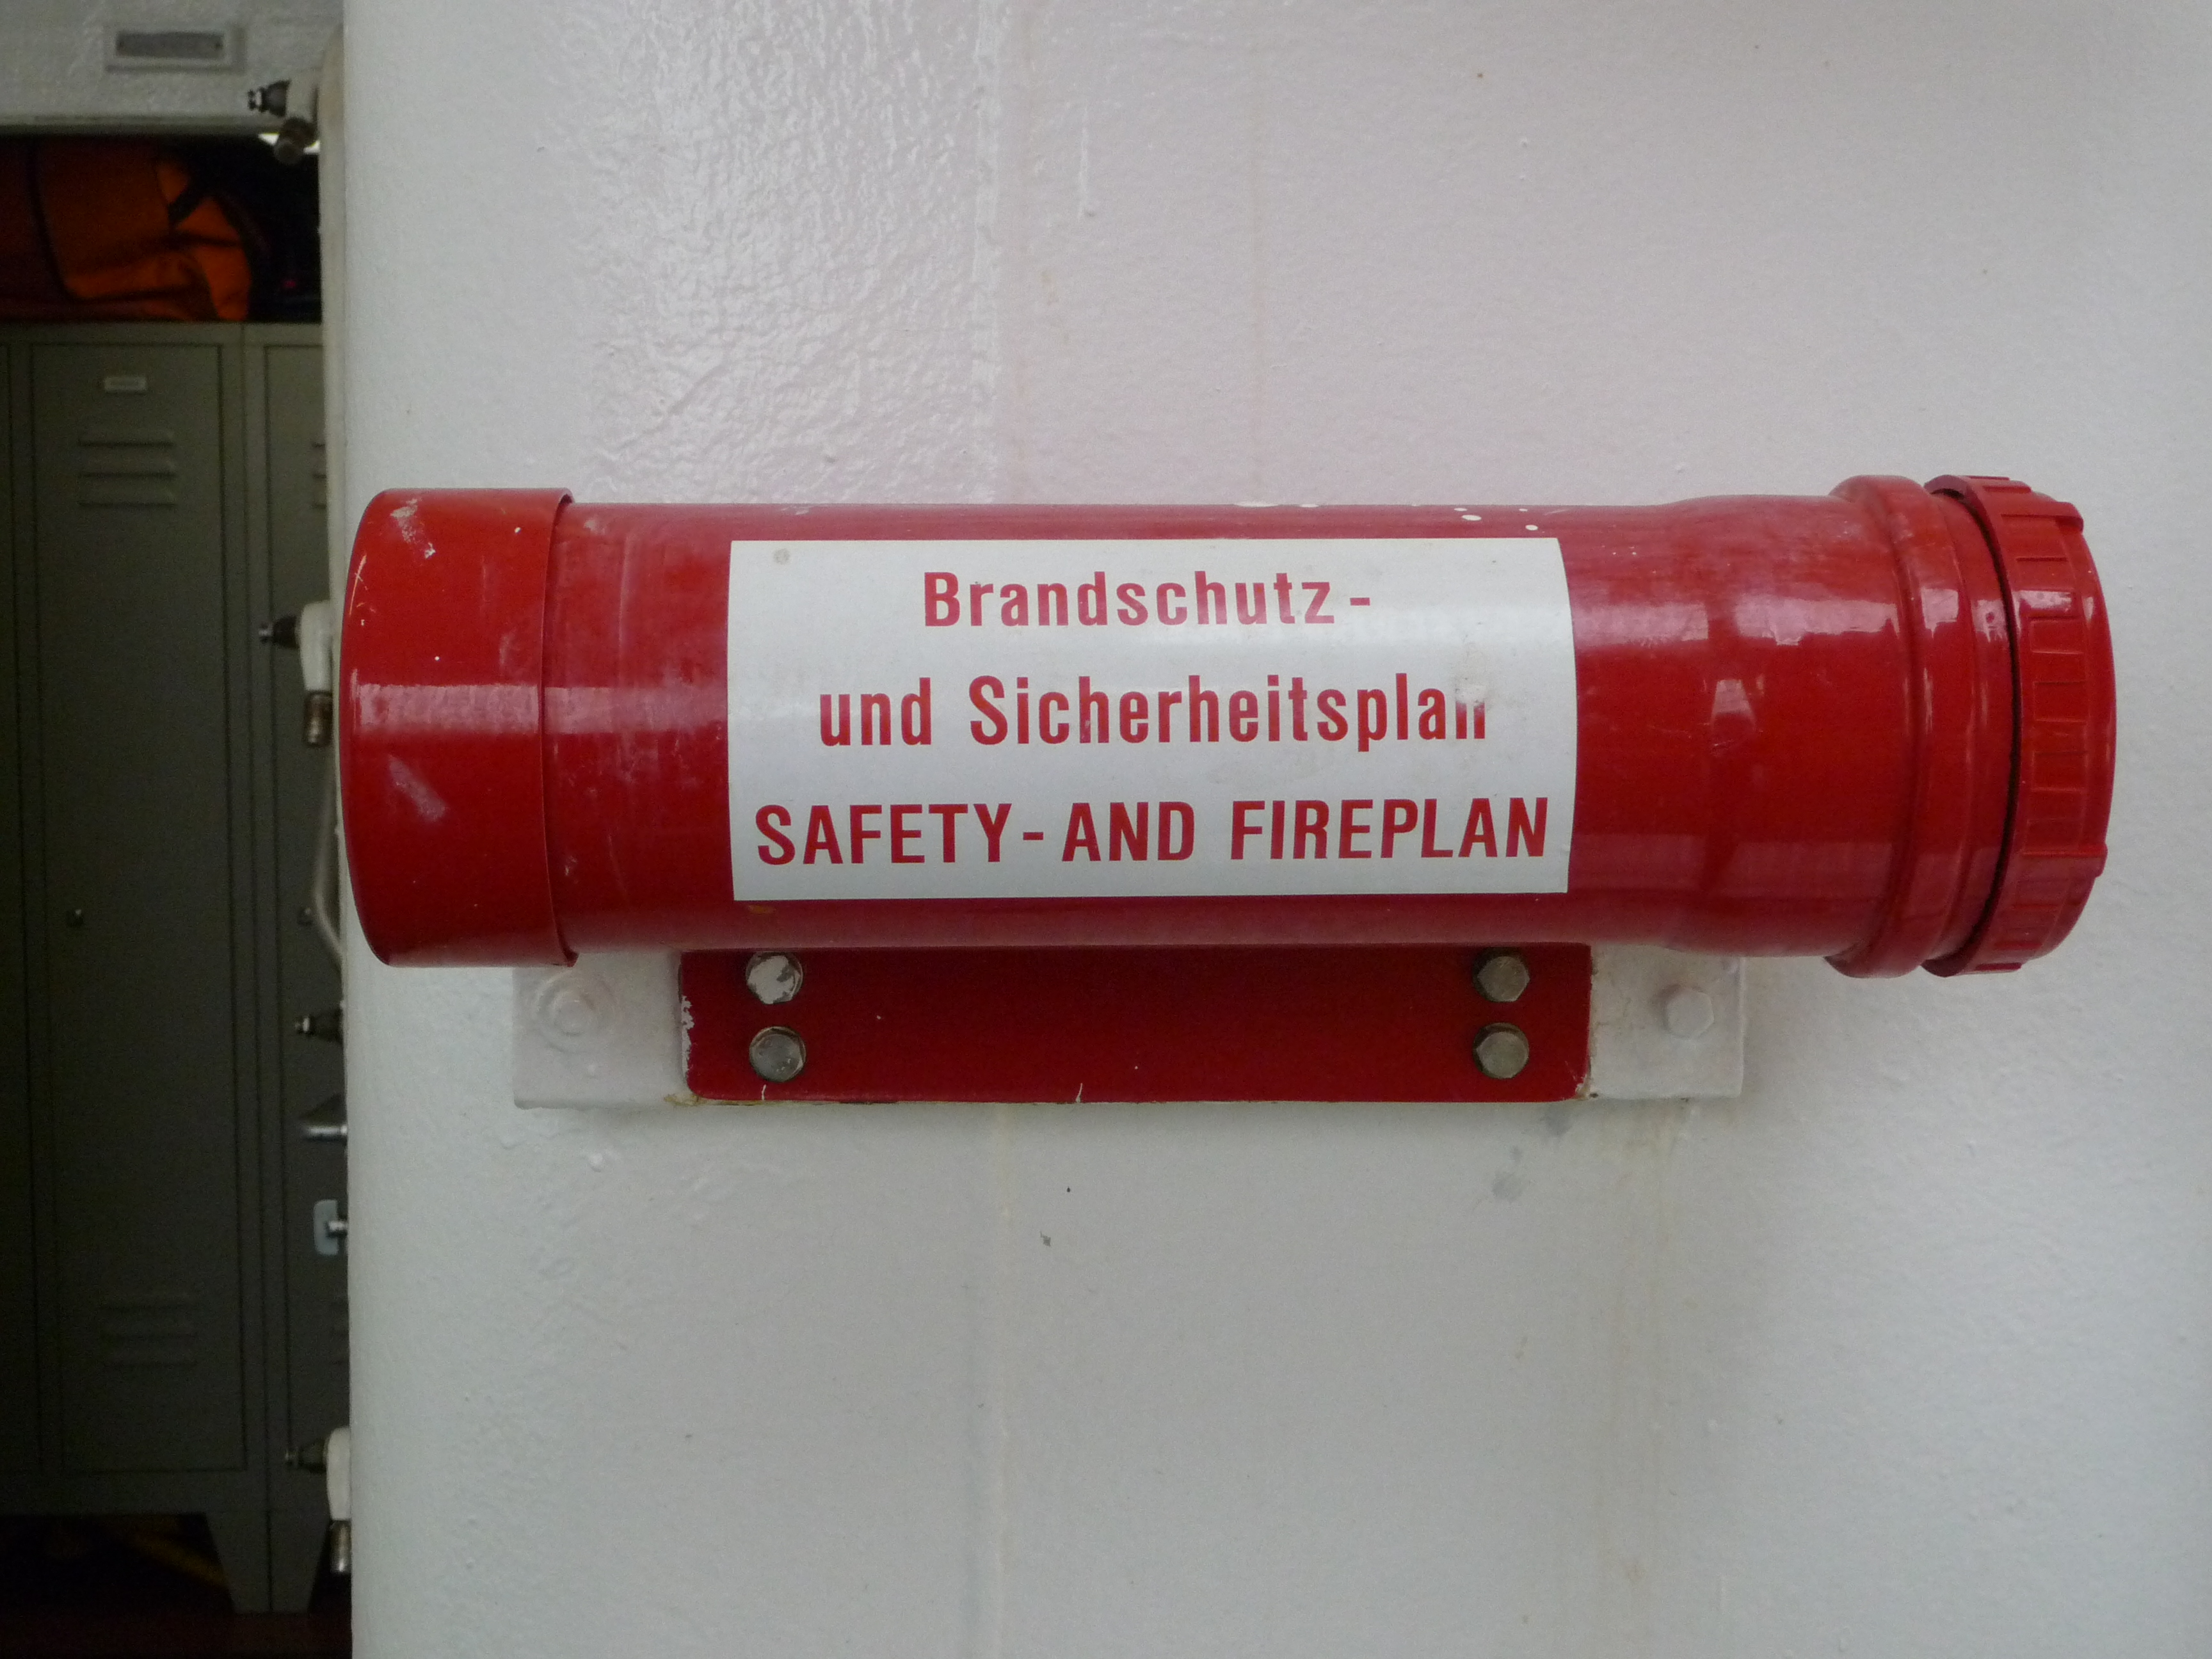 Brandschutz-
und Sicherheitsplan
SAFETY-AND FIREPLAN